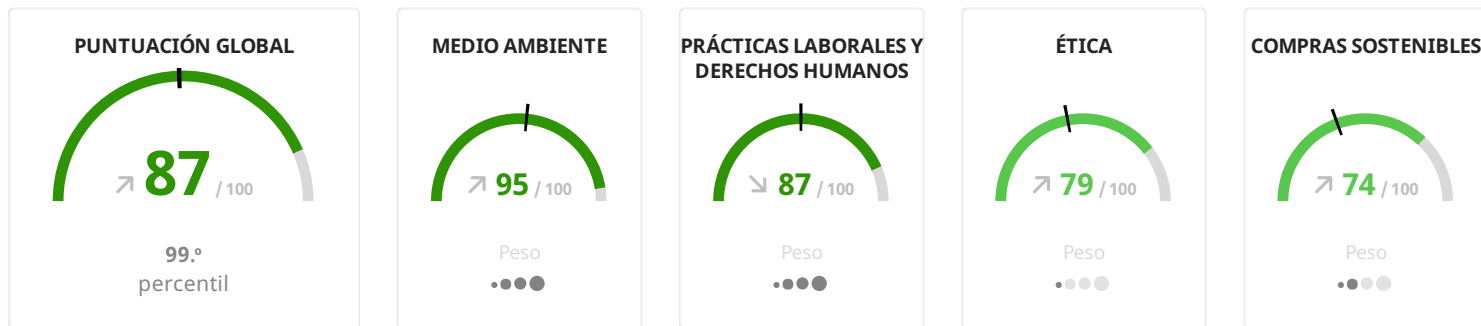 PUNTUACIÓN GLOBAL
87 / 100
99.º
percentil
MEDIO AMBIENTE
95 / 100
Peso
PRÁCTICAS LABORALES Y
DERECHOS HUMANOS
87 / 100
Peso
ÉTICA
79 / 100
Peso
COMPRAS SOSTENIBLES
74 / 100
Peso